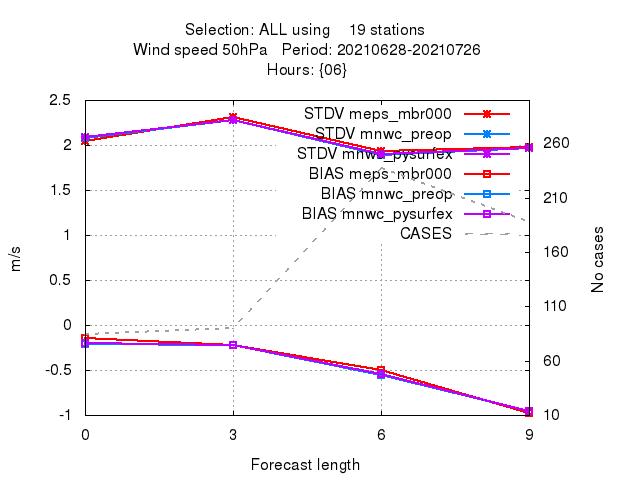 Selection: ALL using 19 stations
Wind speed 50hPa Period: 20210628-20210726
Hours: {06}
2.5
2
1.5
1
0.5
0
-0.5
-1
m/s
STDV meps_mbr000
STDV mnwc_preop
STDV mnwc_pysurfex
BIAS meps_mbr000
BIAS mnwc_preop
BIAS mnwc_pysurfex
CASES
260
210
160
110
60
10
No cases
0 3 6 9
Forecast length